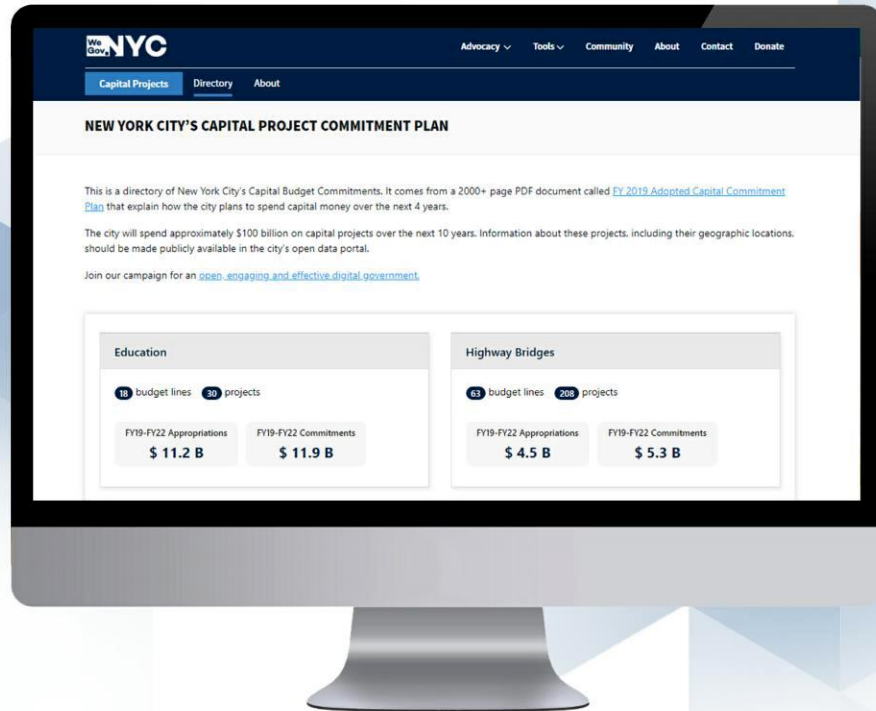 We Gov. NYC
Advocacy Tools Community About Contact Donate
Capital Projects Directory About
NEW YORK CITY'S CAPITAL PROJECT COMMITMENT PLAN
This is a directory of New York City's Capital Budget Commitments. It comes from a 2000+ page PDF document called FY 2019 Adopted Capital Commitment
Plan that explain how the city plans to spend capital money over the next 4 years.
The city will spend approximately $100 billion on capital projects over the next 10 years. Information about these projects, including their geographic locations,
should be made publicly available in the city's open data portal.
Join our campaign for an open, engaging and effective digital government.
Education
18 budget lines 30 projects
FY19-FY22 Appropriations FY19-FY22 Commitments
$ 11.2 B $ 11.9 B
Highway Bridges
63 budget lines 208 projects
FY19-FY22 Appropriations FY19-FY22 Commitments
$ 4.5 B $ 5.3 B